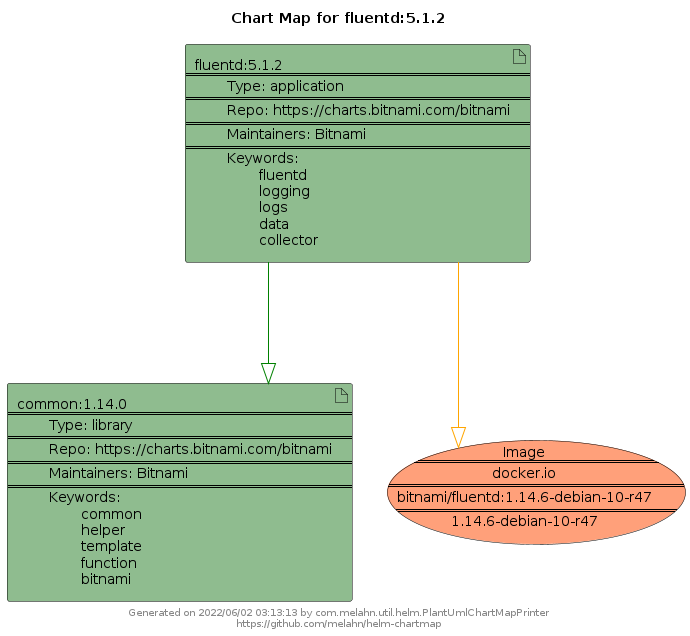 Chart Map for fluentd:5.1.2
fluentd:5.1.2
Type: application
Repo: https://charts.bitnami.com/bitnami
Maintainers: Bitnami
Keywords:
fluentd
logging
logs
data
collector
common:1.14.0
Type: library
Repo: https://charts.bitnami.com/bitnami
Maintainers: Bitnami
Keywords:
common
helper
template
function
bitnami
Image
docker.io
bitnami/fluentd:1.14.6-debian-10-r47
1.14.6-debian-10-r47
Generated on 2022/06/02 03:13:13 by com.melahn.util.helm.PlantUmlChartMapPrinter
https://github.com/melahn/helm-chartmap